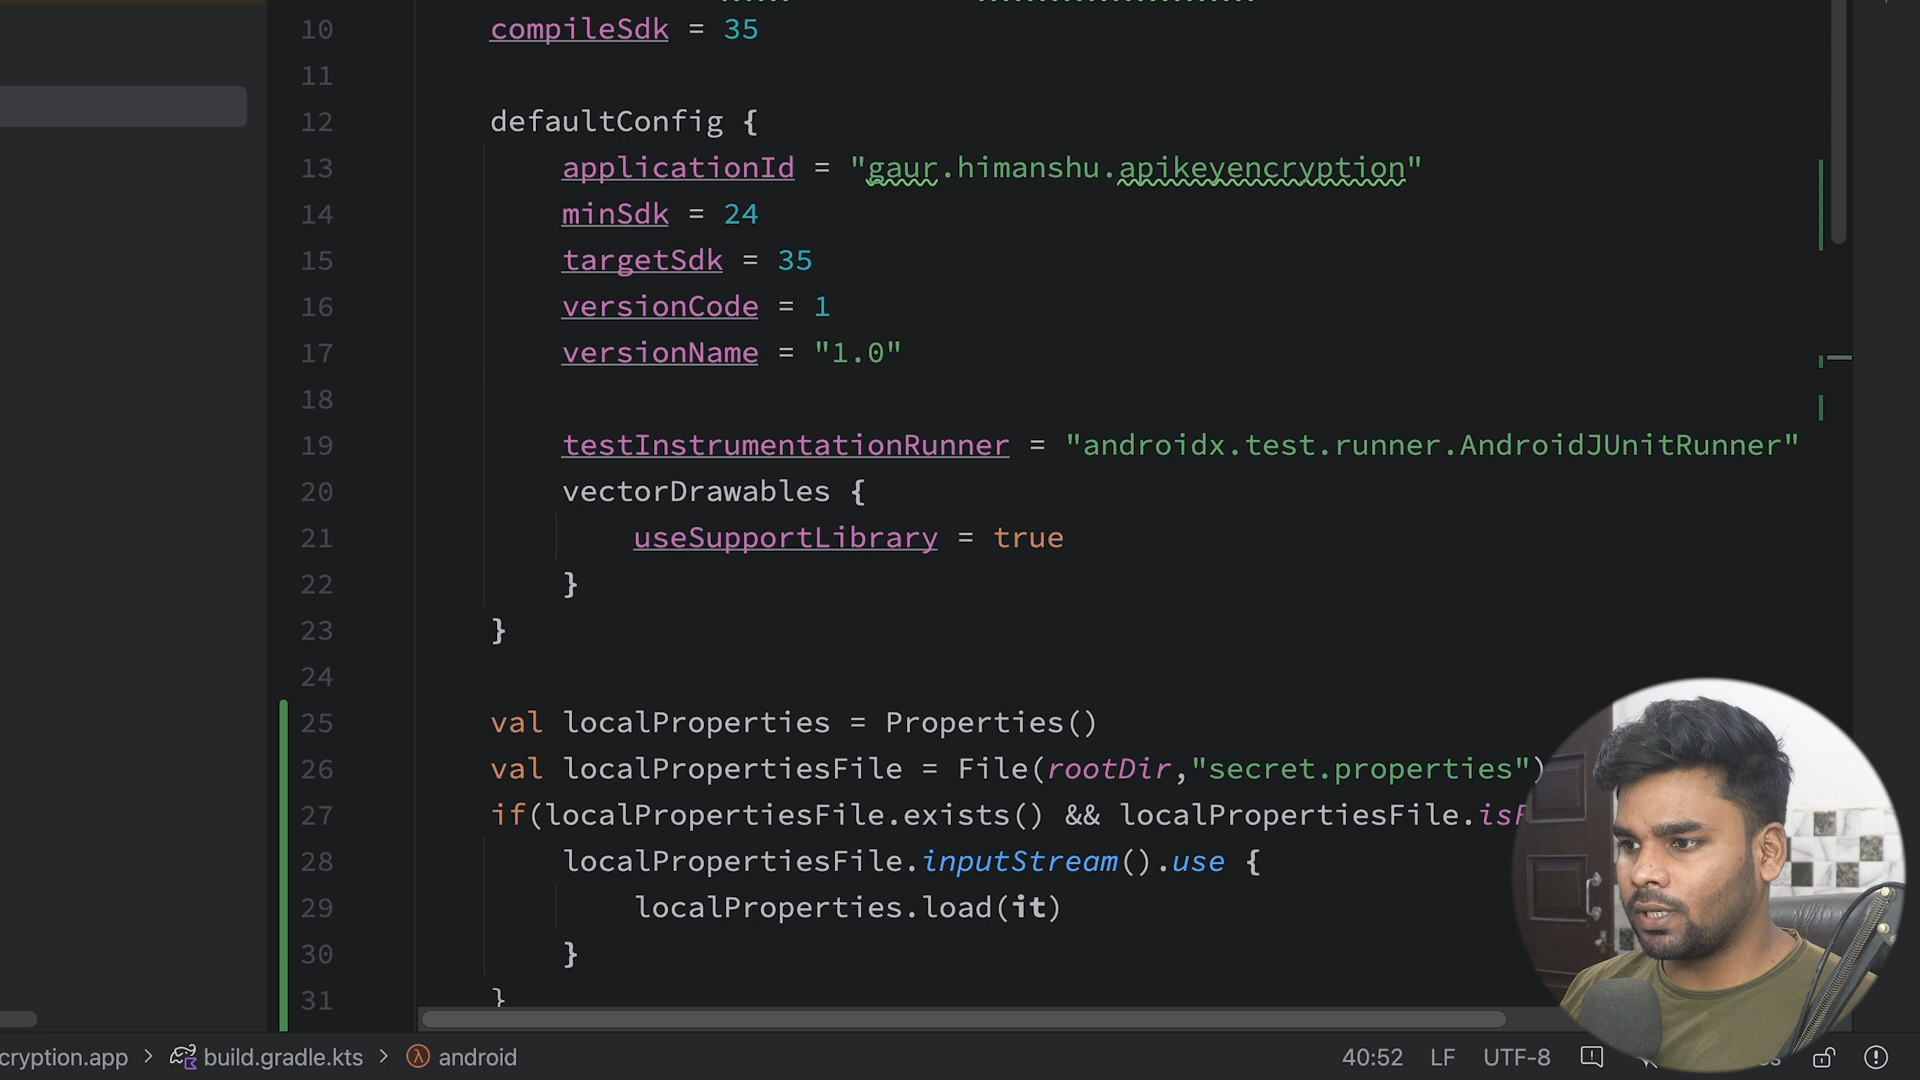 10 compileSdk = 35
11
12 defaultConfig {
13 applicationId = "gaur.himanshu.apikeyencryption"
14 minSdk = 24
15 targetSdk = 35
16 versionCode = 1
17 versionName = "1.0"
18
19 testInstrumentationRunner = "androidx.test.runner.AndroidJUnitRunner"
20 vectorDrawables {
21 useSupportLibrary = true
22 }
23 }
24
25 val localProperties = Properties()
26 val localPropertiesFile = File(rootDir,"secret.properties")
27 if(localPropertiesFile.exists() && localPropertiesFile.
28 localPropertiesFile.inputStream().use {
29 localProperties.load(it)
30 }
31 }
cryption.app > build.gradle.kts > android 40:52 LF UTF-8